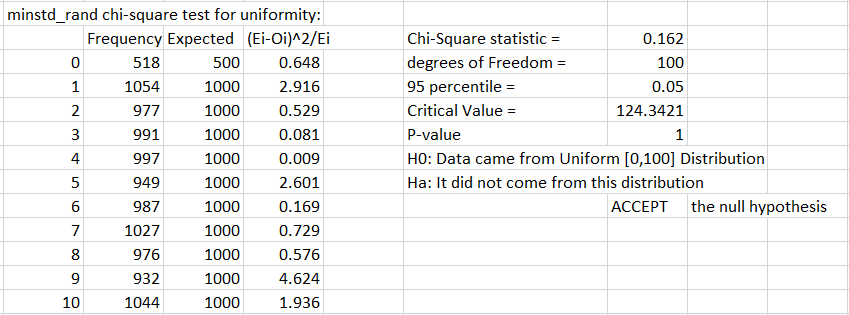 minstd_rand chi-square test for uniformity:
Frequency Expected (Ei-Oi)^2/Ei Chi-Square statistic = 0.162
0 518 500 0.648 degrees of Freedom = 100
1 1054 1000 2.916 95 percentile = 0.05
2 977 1000 0.529 Critical Value = 124.3421
3 991 1000 0.081 P-value 1
4 997 1000 0.009 H0: Data came from Uniform [0,100] Distribution
5 949 1000 2.601 Ha: It did not come from this distribution
6 987 1000 0.169 ACCEPT the null hypothesis
7 1027 1000 0.729
8 976 1000 0.576
9 932 1000 4.624
10 1044 1000 1.936